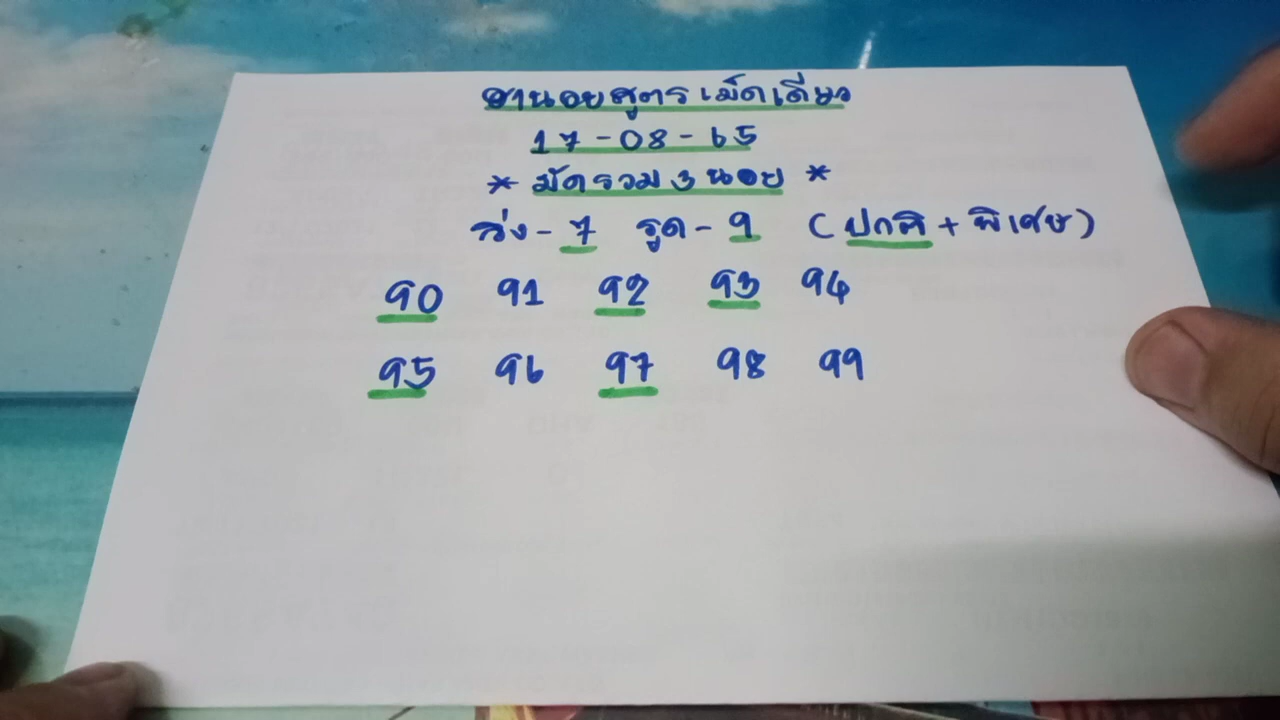 ฮานอยสูตรเม็ดเดียว
17-08-65
* มัดรวม 3 นอย *
วิ่ง - 7 รูด - 9 (ปกติ + พิเศษ)
90 91 92 93 94
95 96 97 98 99